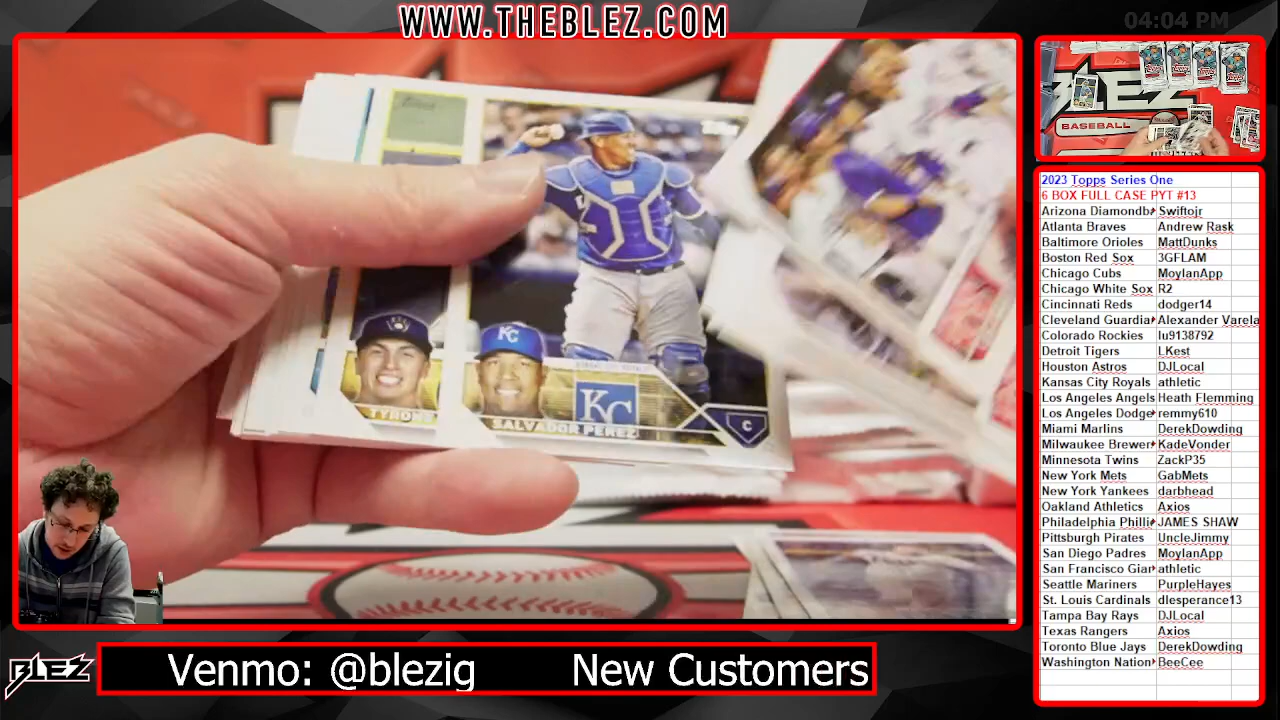 WWW.THEBLEZ.COM
04:04 PM
BLEZ
BASEBALL
KC
KC
TYRONE
SALVADOR PEREZ
C
2023 Topps Series One
6 BOX FULL CASE PYT #13
Arizona Diamondba Swiftojr
Atlanta Braves Andrew Rask
Baltimore Orioles MattDunks
Boston Red Sox 3GFLAM
Chicago Cubs MoylanApp
Chicago White Sox R2
Cincinnati Reds dodger14
Cleveland Guardia Alexander Varela
Colorado Rockies lu9138792
Detroit Tigers LKest
Houston Astros DJLocal
Kansas City Royals athletic
Los Angeles Angels Heath Flemming
Los Angeles Dodge remmy610
Miami Marlins DerekDowding
Milwaukee Brewer KadeVonder
Minnesota Twins ZackP35
New York Mets GabMets
New York Yankees darbhead
Oakland Athletics Axios
Philadelphia Philli JAMES SHAW
Pittsburgh Pirates UncleJimmy
San Diego Padres MoylanApp
San Francisco Gian athletic
Seattle Mariners PurpleHayes
St. Louis Cardinals dlesperance13
Tampa Bay Rays DJLocal
Texas Rangers Axios
Toronto Blue Jays DerekDowding
Washington Nation BeeCee
BLEZ
Venmo: @blezig New Customers